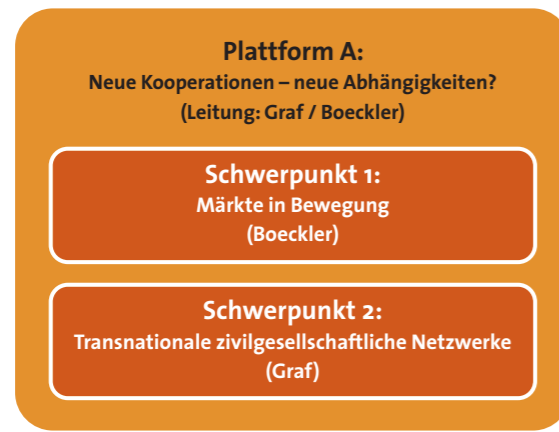 Plattform A:
Neue Kooperationen – neue Abhängigkeiten?
(Leitung: Graf / Boeckler)
Schwerpunkt 1:
Märkte in Bewegung
(Boeckler)
Schwerpunkt 2:
Transnationale zivilgesellschaftliche Netzwerke
(Graf)